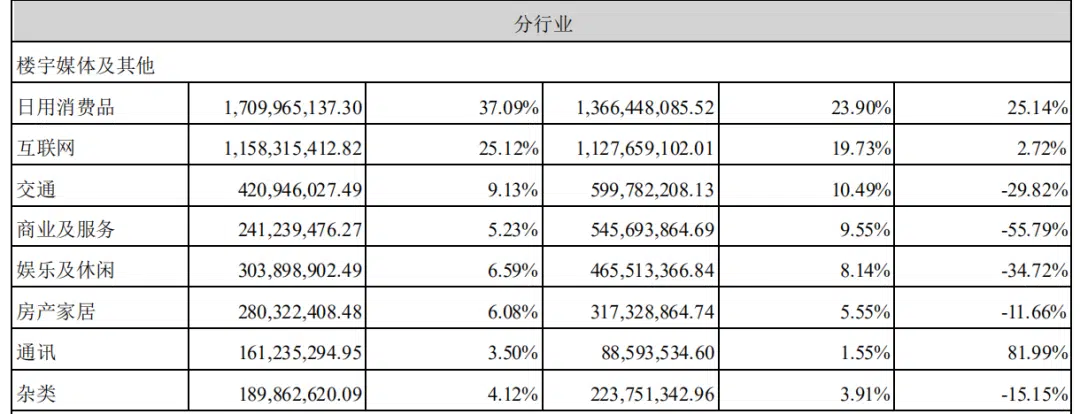 分行业
楼宇媒体及其他
日用消费品 1,709,965,137.30 37.09% 1,366,448,085.52 23.90% 25.14%
互联网 1,158,315,412.82 25.12% 1,127,659,102.01 19.73% 2.72%
交通 420,946,027.49 9.13% 599,782,208.13 10.49% -29.82%
商业及服务 241,239,476.27 5.23% 545,693,864.69 9.55% -55.79%
娱乐及休闲 303,898,902.49 6.59% 465,513,366.84 8.14% -34.72%
房产家居 280,322,408.48 6.08% 317,328,864.74 5.55% -11.66%
通讯 161,235,294.95 3.50% 88,593,534.60 1.55% 81.99%
杂类 189,862,620.09 4.12% 223,751,342.96 3.91% -15.15%